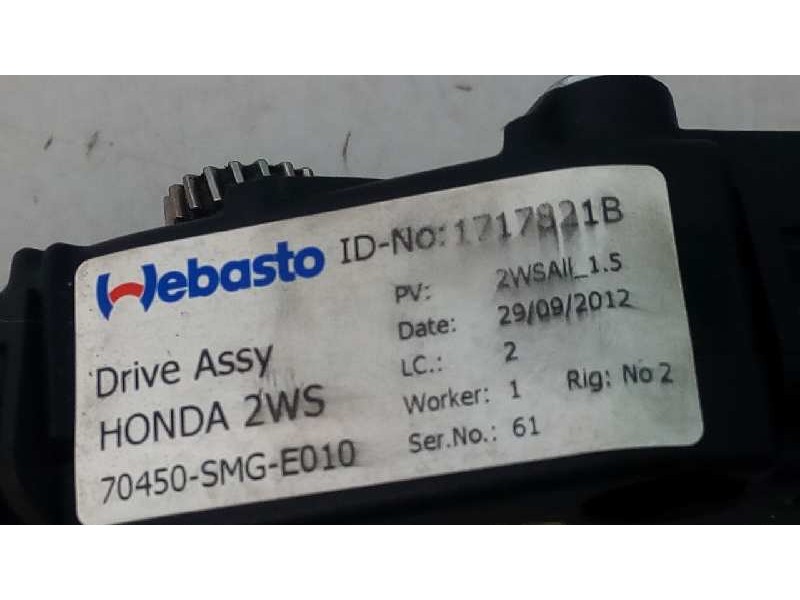 Webasto ID-No: 1717821B
PV: 2WSAll_1.5
Date: 29/09/2012
Drive Assy LC.: 2
HONDA 2WS Worker: 1 Rig: No 2
70450-SMG-E010 Ser.No.: 61